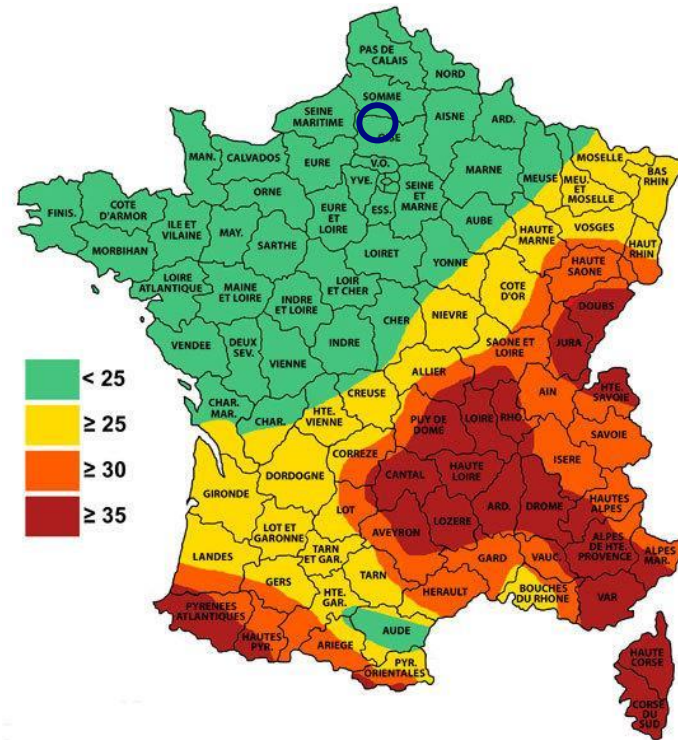 PAS DE
CALAIS
NORD
SOMME
SEINE
MARITIME
AISNE
ARD.
MAN.
CALVADOS
EURE
V.O.
YVE.
ESS.
SEINE
ET
MARNE
MARNE
MEUSE
MOSELLE
MEU.
ET
MOSELLE
BAS
RHIN
FINIS.
COTE
D'ARMOR
MORBIHAN
ILE ET
VILAINE
MAY.
ORNE
SARTHE
EURE
ET
LOIRE
LOIRET
AUBE
YONNE
HAUTE
MARNE
VOSGES
HAUT
RHIN
LOIRE
ATLANTIQUE
MAINE
ET LOIRE
INDRE
ET LOIRE
LOIR
ET CHER
CHER
NIEVRE
COTE
D'OR
HAUTE
SAONE
DOUBS
JURA
VENDEE
DEUX
SEV.
VIENNE
INDRE
SAONE ET
LOIRE
ALLIER
CREUSE
HTE.
VIENNE
CHAR.
MAR.
CHAR.
< 25
≥ 25
≥ 30
≥ 35
PUY DE
DOME
LOIRE
RHO.
AIN
HTE.
SAVOIE
SAVOIE
ISERE
CORREZE
DORDOGNE
GIRONDE
CANTAL
HAUTE
LOIRE
ARD.
DROME
HAUTES
ALPES
LOT
LOT ET
GARONNE
AVEYRON
LOZERE
LANDES
TARN
ET GAR.
TARN
GARD
VAUC.
ALPES
DE HTE.
PROVENCE
ALPES
MAR.
GERS
HTE.
GAR.
HERAULT
BOUCHES
DU RHONE
VAR
PYRENEES
ATLANTIQUES
HAUTES
PYR.
ARIEGE
AUDE
PYR.
ORIENTALES
HAUTE
CORSE
CORSE
DU
SUD